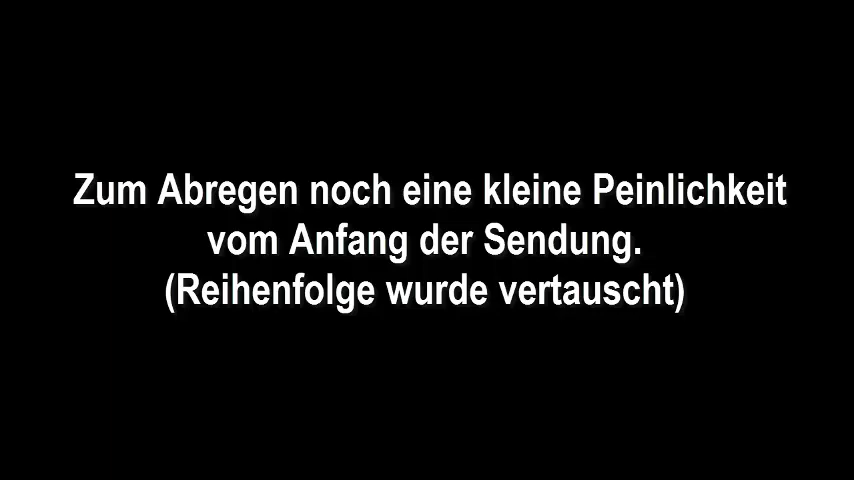 Zum Abregen noch eine kleine Peinlichkeit
vom Anfang der Sendung.
(Reihenfolge wurde vertauscht)